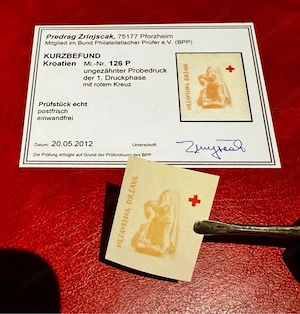 Predrag Zrinjscak, 75177 Pforzheim
Mitglied im Bund Philatelistischer Prüfer e.V. (BPP)
KURZBEFUND
Kroatien Mi.-Nr. 126 P
ungezähnter Probedruck
der 1. Druckphase
mit rotem Kreuz
Prüfstück echt
postfrisch
einwandfrei
NEZAVISNA DRŽAVA
Datum: 20.05.2012 Unterschrift:
Die Prüfung erfolgte auf Grund der Prüfordnung des BPP.
NEZAVISNA DRŽAVA